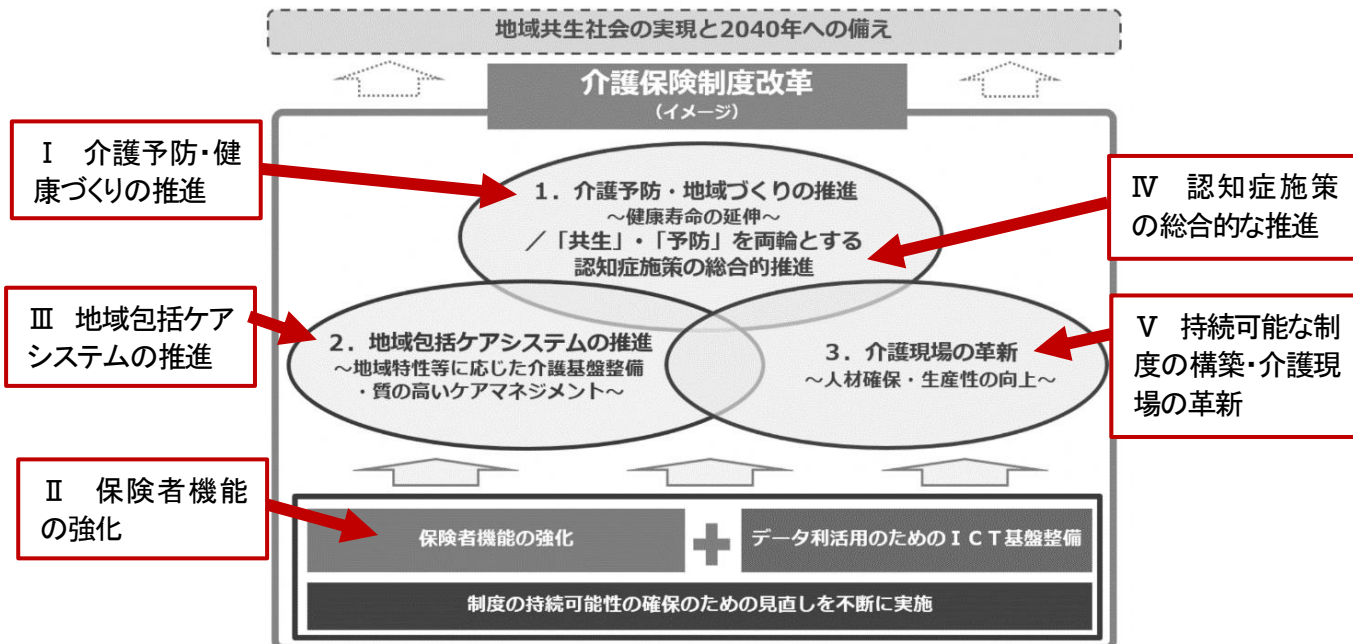 地域共生社会の実現と2040年への備え
介護保険制度改革
(イメージ)
Ⅰ 介護予防・健
康づくりの推進
1．介護予防・地域づくりの推進
～健康寿命の延伸～
／「共生」・「予防」を両輪とする
認知症施策の総合的推進
Ⅳ 認知症施策
の総合的な推進
Ⅲ 地域包括ケア
システムの推進
2．地域包括ケアシステムの推進
～地域特性等に応じた介護基盤整備
・質の高いケアマネジメント～
3．介護現場の革新
～人材確保・生産性の向上～
Ⅴ 持続可能な制
度の構築・介護現
場の革新
Ⅱ 保険者機能
の強化
保険者機能の強化
データ利活用のためのＩＣＴ基盤整備
制度の持続可能性の確保のための見直しを不断に実施